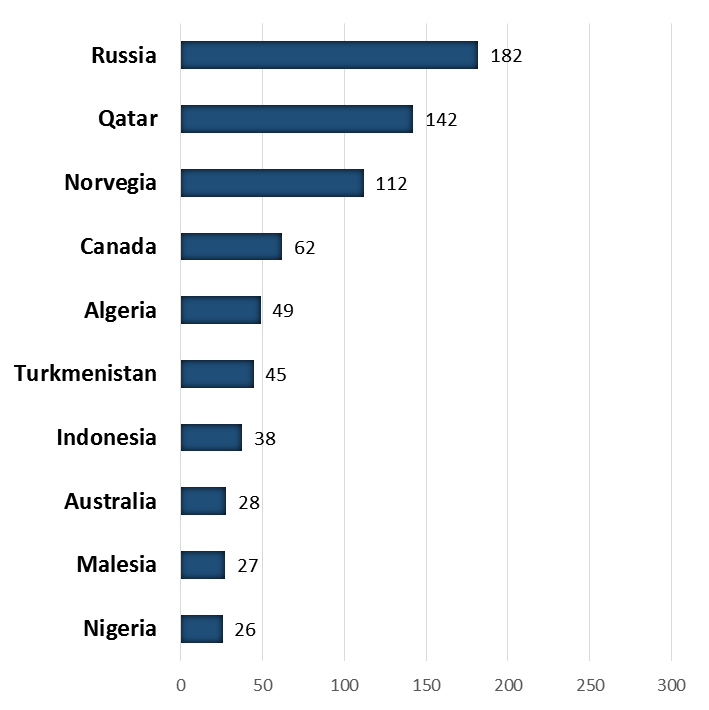 Russia 182
Qatar 142
Norvegia 112
Canada 62
Algeria 49
Turkmenistan 45
Indonesia 38
Australia 28
Malesia 27
Nigeria 26
0 50 100 150 200 250 300